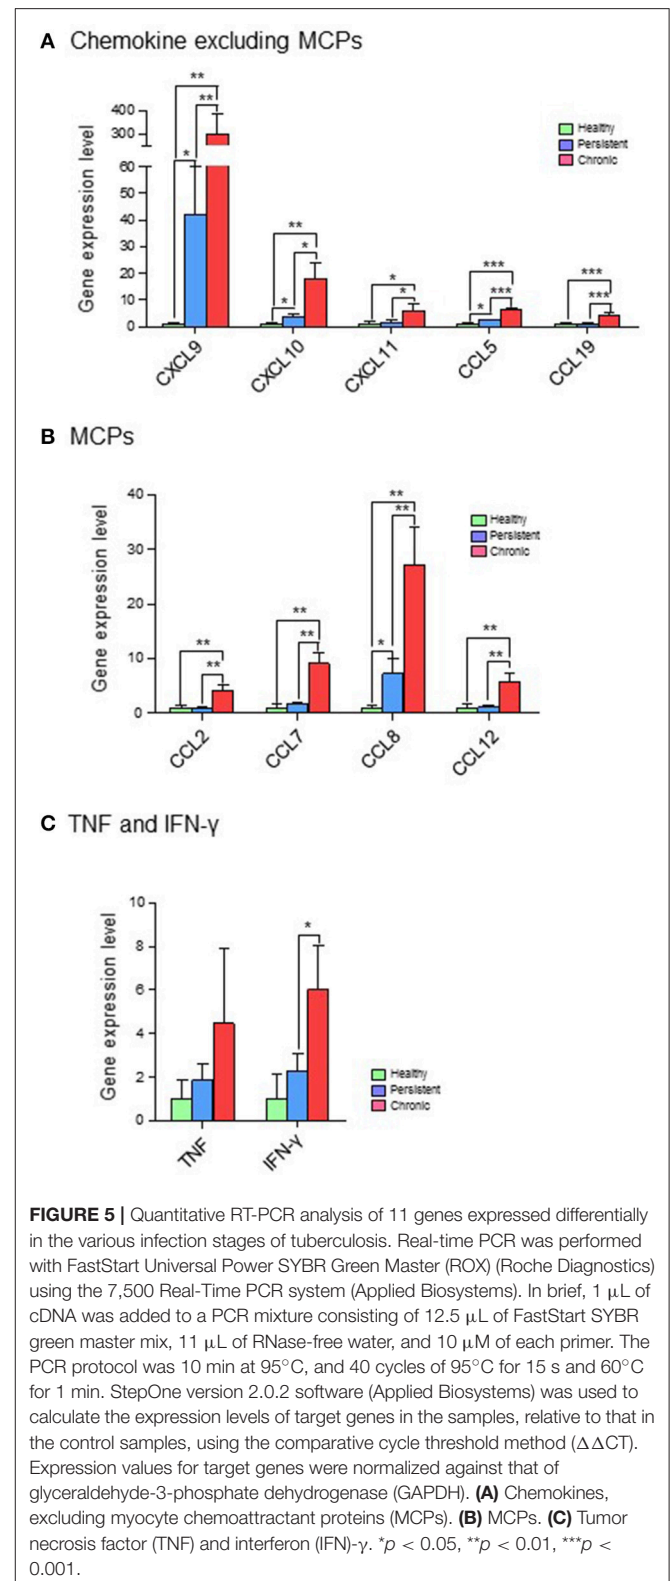 A Chemokine excluding MCPs
** 
**
*
400
300
60
50
40
30
20
10
0
Gene expression level
Healthy
Persistent
Chronic
**
*
*
*
*
***
***
*
***
***
CXCL9
CXCL10
CXCL11
CCL5
CCL19
B MCPs
40
30
20
10
0
Gene expression level
Healthy
Persistent
Chronic
**
**
**
**
**
**
*
**
**
CCL2
CCL7
CCL8
CCL12
C TNF and IFN-γ
10
8
6
4
2
0
Gene expression level
*
Healthy
Persistent
Chronic
TNF
IFN-γ
FIGURE 5 | Quantitative RT-PCR analysis of 11 genes expressed differentially
in the various infection stages of tuberculosis. Real-time PCR was performed
with FastStart Universal Power SYBR Green Master (ROX) (Roche Diagnostics)
using the 7,500 Real-Time PCR system (Applied Biosystems). In brief, 1 μL of
cDNA was added to a PCR mixture consisting of 12.5 μL of FastStart SYBR
green master mix, 11 μL of RNase-free water, and 10 μM of each primer. The
PCR protocol was 10 min at 95°C, and 40 cycles of 95°C for 15 s and 60°C
for 1 min. StepOne version 2.0.2 software (Applied Biosystems) was used to
calculate the expression levels of target genes in the samples, relative to that in
the control samples, using the comparative cycle threshold method (ΔΔCT).
Expression values for target genes were normalized against that of
glyceraldehyde-3-phosphate dehydrogenase (GAPDH). (A) Chemokines,
excluding myocyte chemoattractant proteins (MCPs). (B) MCPs. (C) Tumor
necrosis factor (TNF) and interferon (IFN)-γ. *p < 0.05, **p < 0.01, ***p <
0.001.